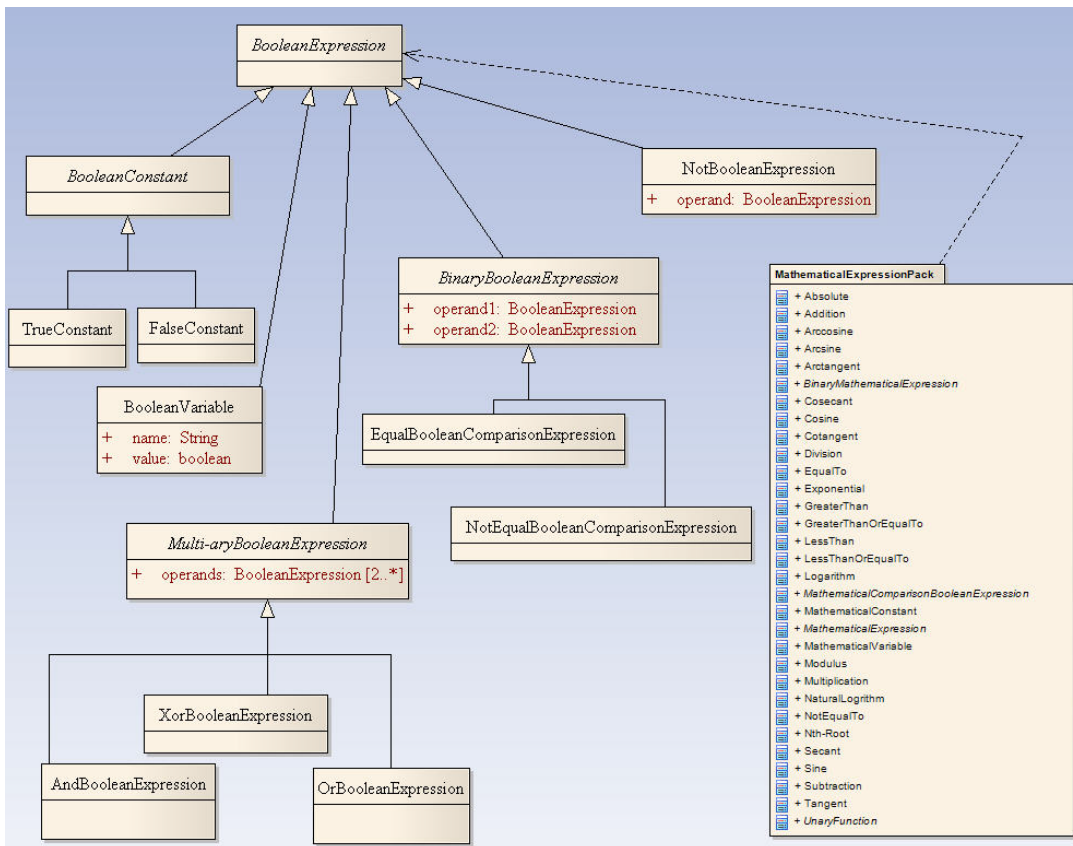 BooleanExpression
BooleanConstant
NotBooleanExpression
+ operand: BooleanExpression
BinaryBooleanExpression
+ operand1: BooleanExpression
+ operand2: BooleanExpression
TrueConstant
FalseConstant
BooleanVariable
+ name: String
+ value: boolean
EqualBooleanComparisonExpression
NotEqualBooleanComparisonExpression
Multi-aryBooleanExpression
+ operands: BooleanExpression [2..*]
XorBooleanExpression
AndBooleanExpression
OrBooleanExpression
MathematicalExpressionPack
+ Absolute
+ Addition
+ Arccosine
+ Arcsine
+ Arctangent
+ BinaryMathematicalExpression
+ Cosecant
+ Cosine
+ Cotangent
+ Division
+ EqualTo
+ Exponential
+ GreaterThan
+ GreaterThanOrEqualTo
+ LessThan
+ LessThanOrEqualTo
+ Logarithm
+ MathematicalComparisonBooleanExpression
+ MathematicalConstant
+ MathematicalExpression
+ MathematicalVariable
+ Modulus
+ Multiplication
+ NaturalLogrithm
+ NotEqualTo
+ Nth-Root
+ Secant
+ Sine
+ Subtraction
+ Tangent
+ UnaryFunction